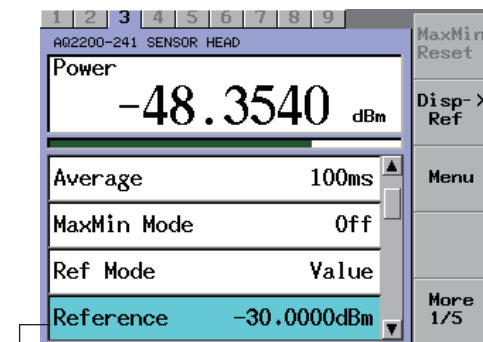 1 2 3 4 5 6 7 8 9
AQ2200-241 SENSOR HEAD
Power
-48.3540 dBm
Average 100ms
MaxMin Mode Off
Ref Mode Value
Reference -30.0000dBm
MaxMin
Reset
Disp->
Ref
Menu
More
1/5